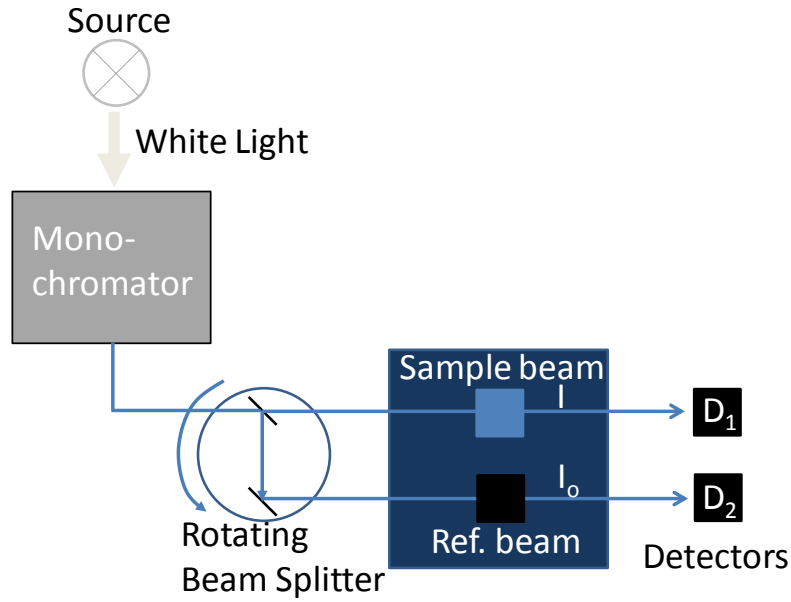 Source
White Light
Mono-
chromator
Sample beam
I
D₁
Iₒ
D₂
Ref. beam
Rotating
Beam Splitter
Detectors